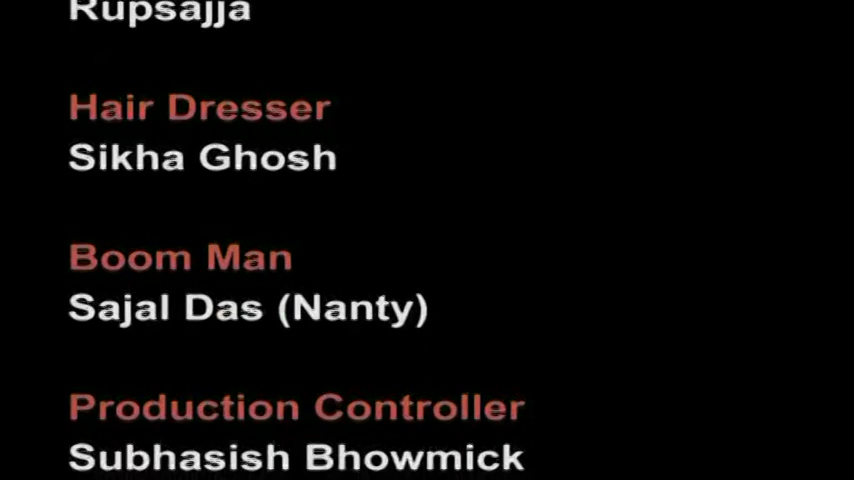 Rupsajja
Hair Dresser
Sikha Ghosh
Boom Man
Sajal Das (Nanty)
Production Controller
Subhasish Bhowmick